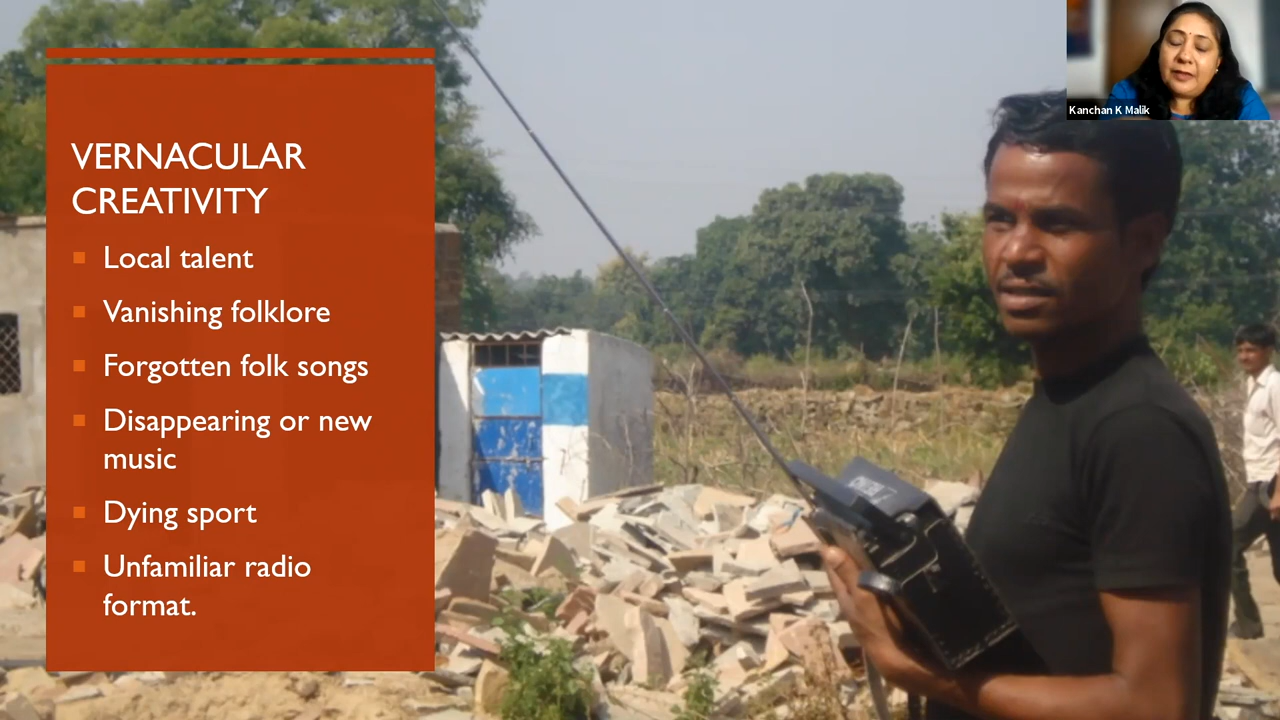 VERNACULAR
CREATIVITY
Local talent
Vanishing folklore
Forgotten folk songs
Disappearing or new
music
Dying sport
Unfamiliar radio
format.
Kanchan K Malik